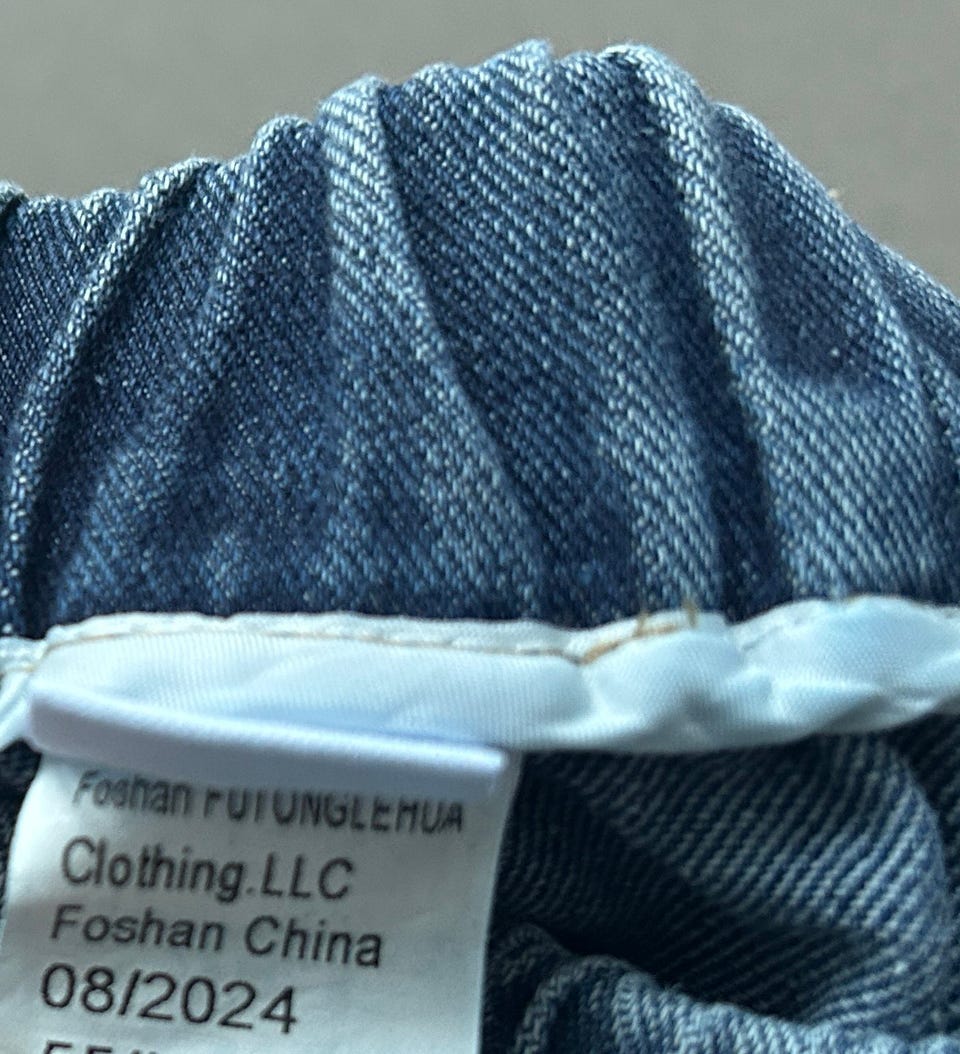 Foshan FUTONGLEHUA
Clothing.LLC
Foshan China
08/2024